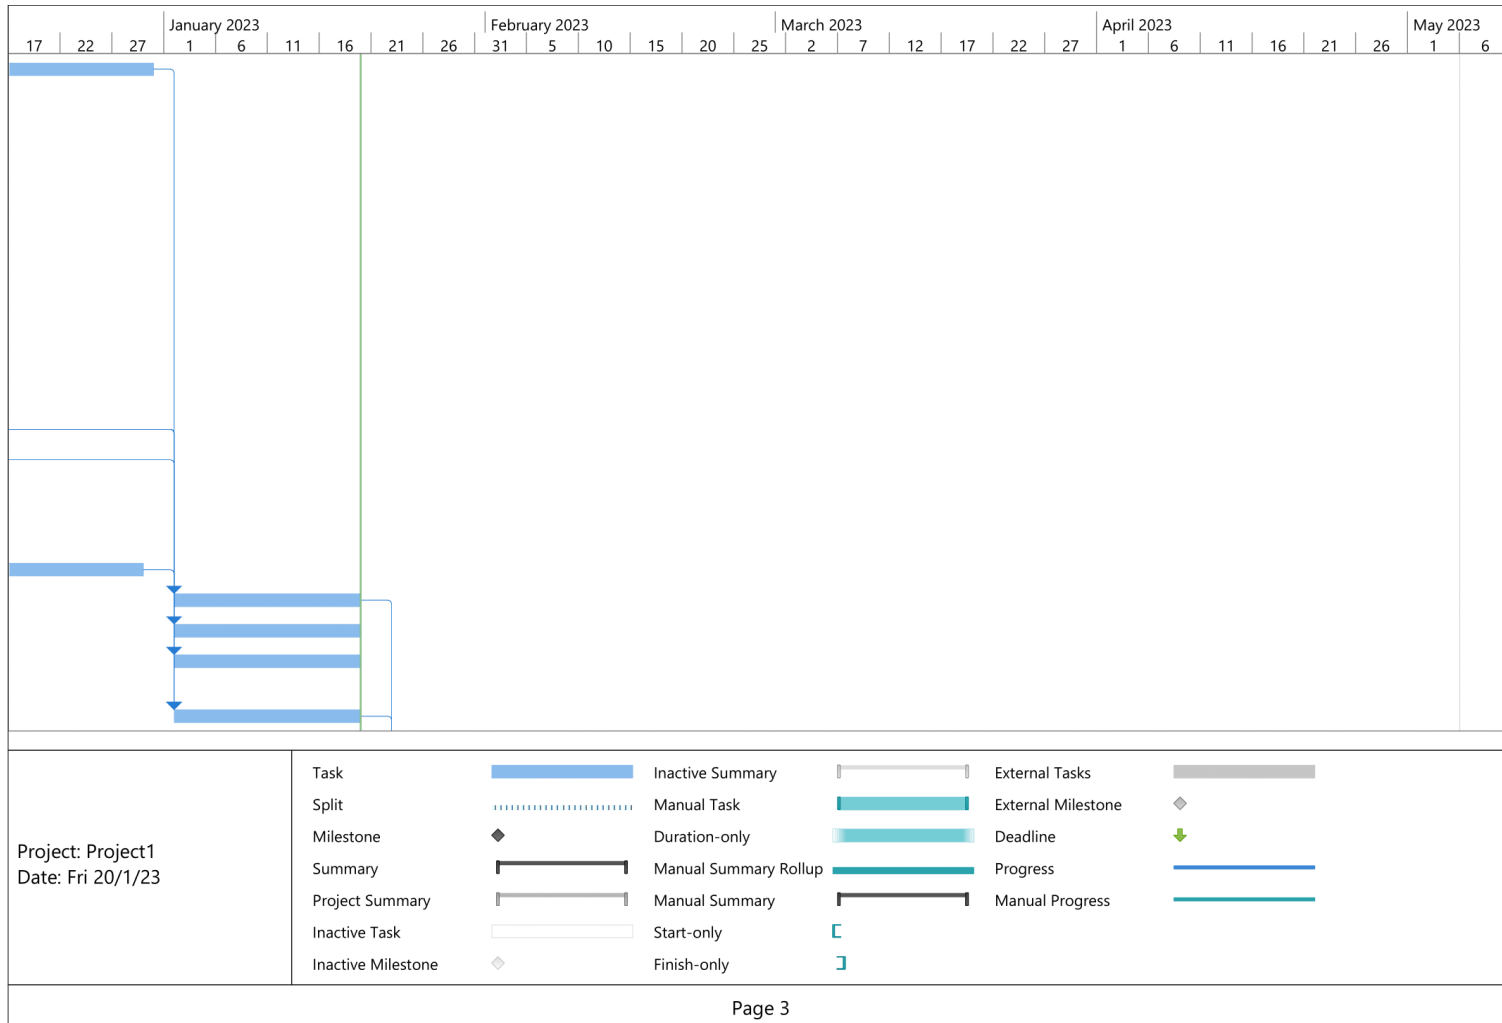 January 2023 February 2023 March 2023 April 2023 May 2023
17 22 27 1 6 11 16 21 26 31 5 10 15 20 25 2 7 12 17 22 27 1 6 11 16 21 26 1 6
Project: Project1
Date: Fri 20/1/23
Task
Split
Milestone
Summary
Project Summary
Inactive Task
Inactive Milestone
Inactive Summary
Manual Task
Duration-only
Manual Summary Rollup
Manual Summary
Start-only
Finish-only
External Tasks
External Milestone
Deadline
Progress
Manual Progress
Page 3